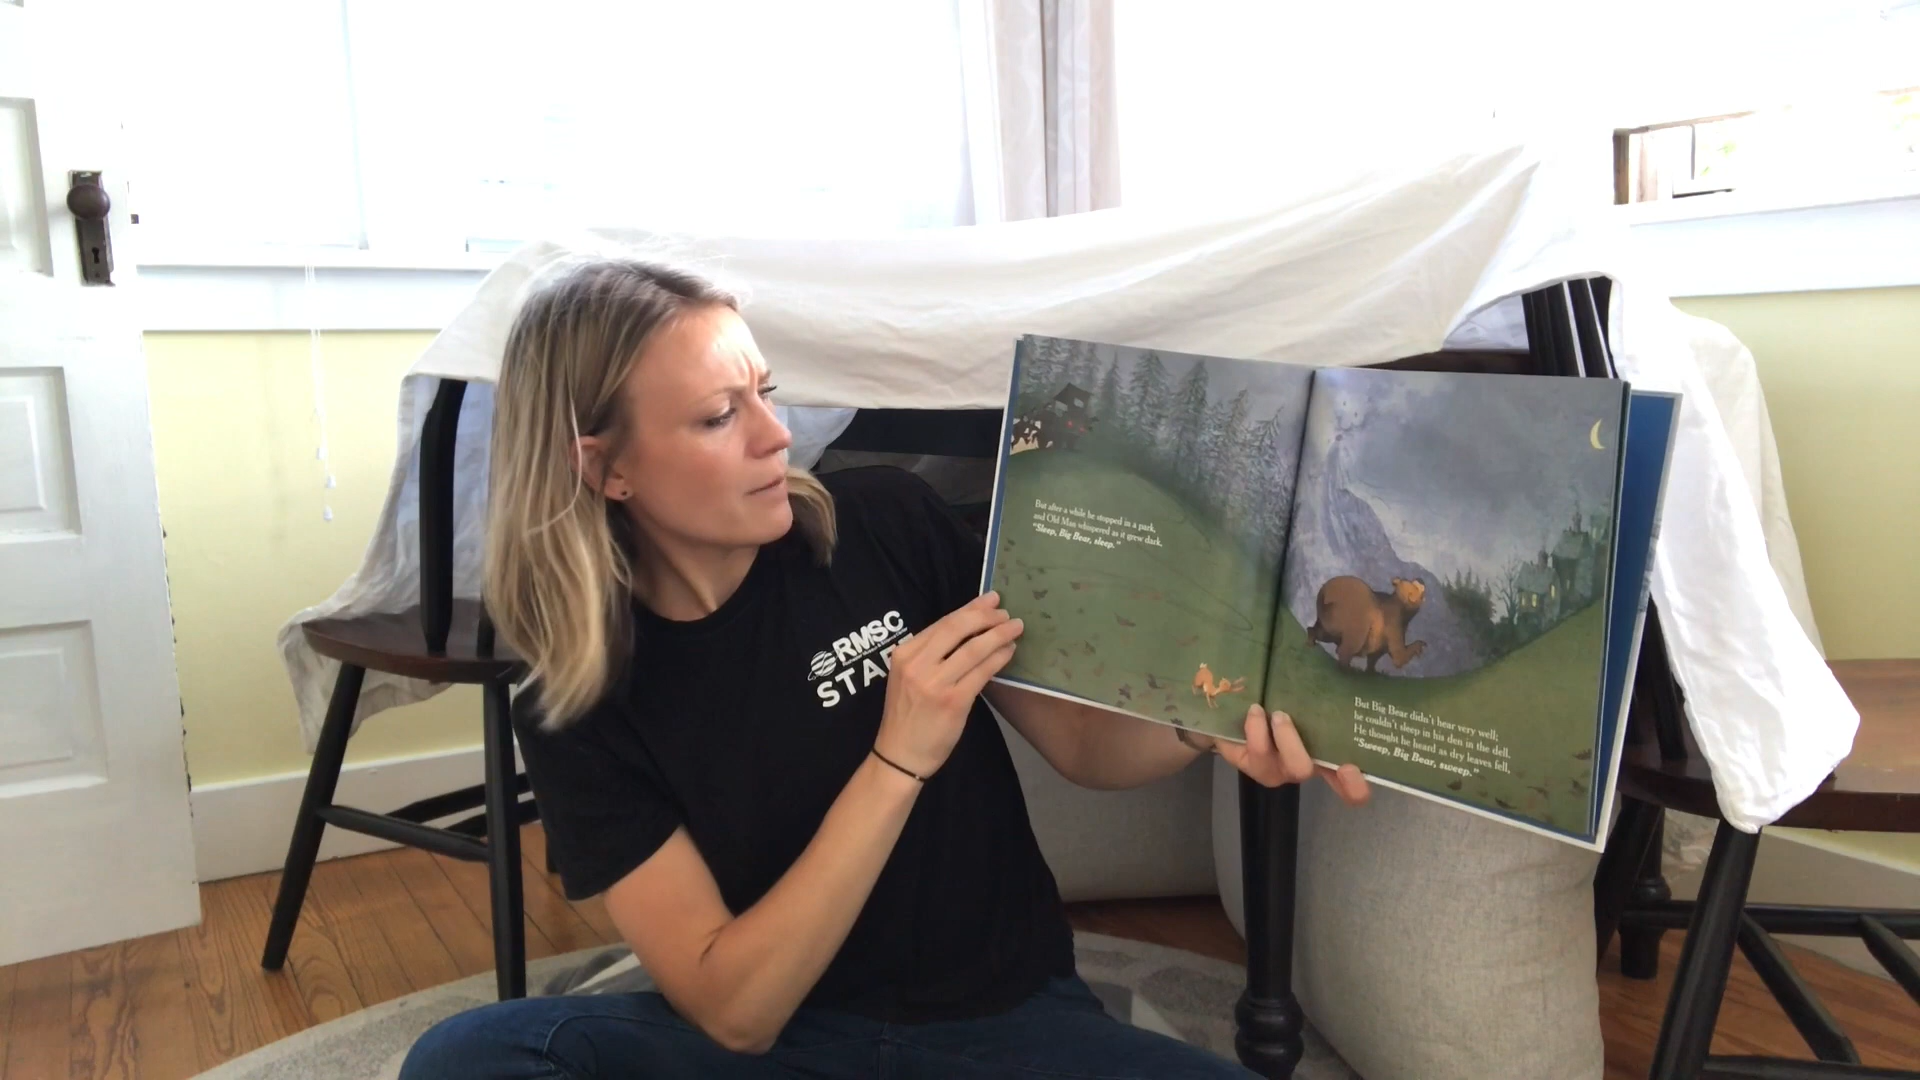 RMSC
STAFF
But after a while he stopped in a park,
and Old Man whispered as it grew dark,
"Sleep, Big Bear, sleep."
But Big Bear didn't hear very well;
he couldn't sleep in his den in the dell.
He thought he heard as dry leaves fell,
"Sweep, Big Bear, sweep."